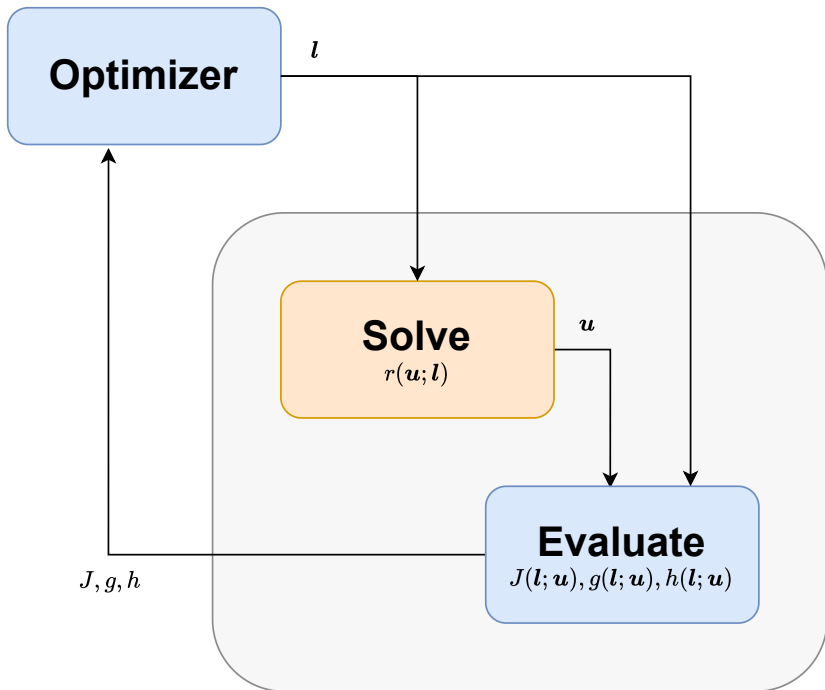 Optimizer
l
Solve
r(u; l)
u
Evaluate
J(l; u), g(l; u), h(l; u)
J, g, h